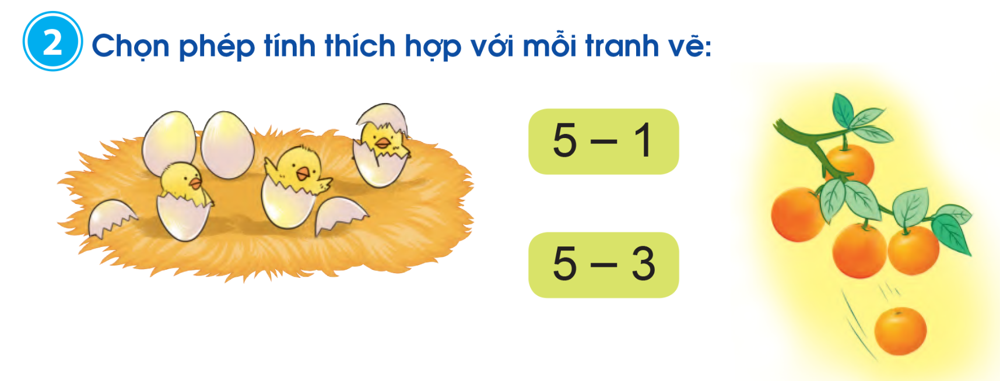 2 Chọn phép tính thích hợp với mỗi tranh vẽ:
5 – 1
5 – 3